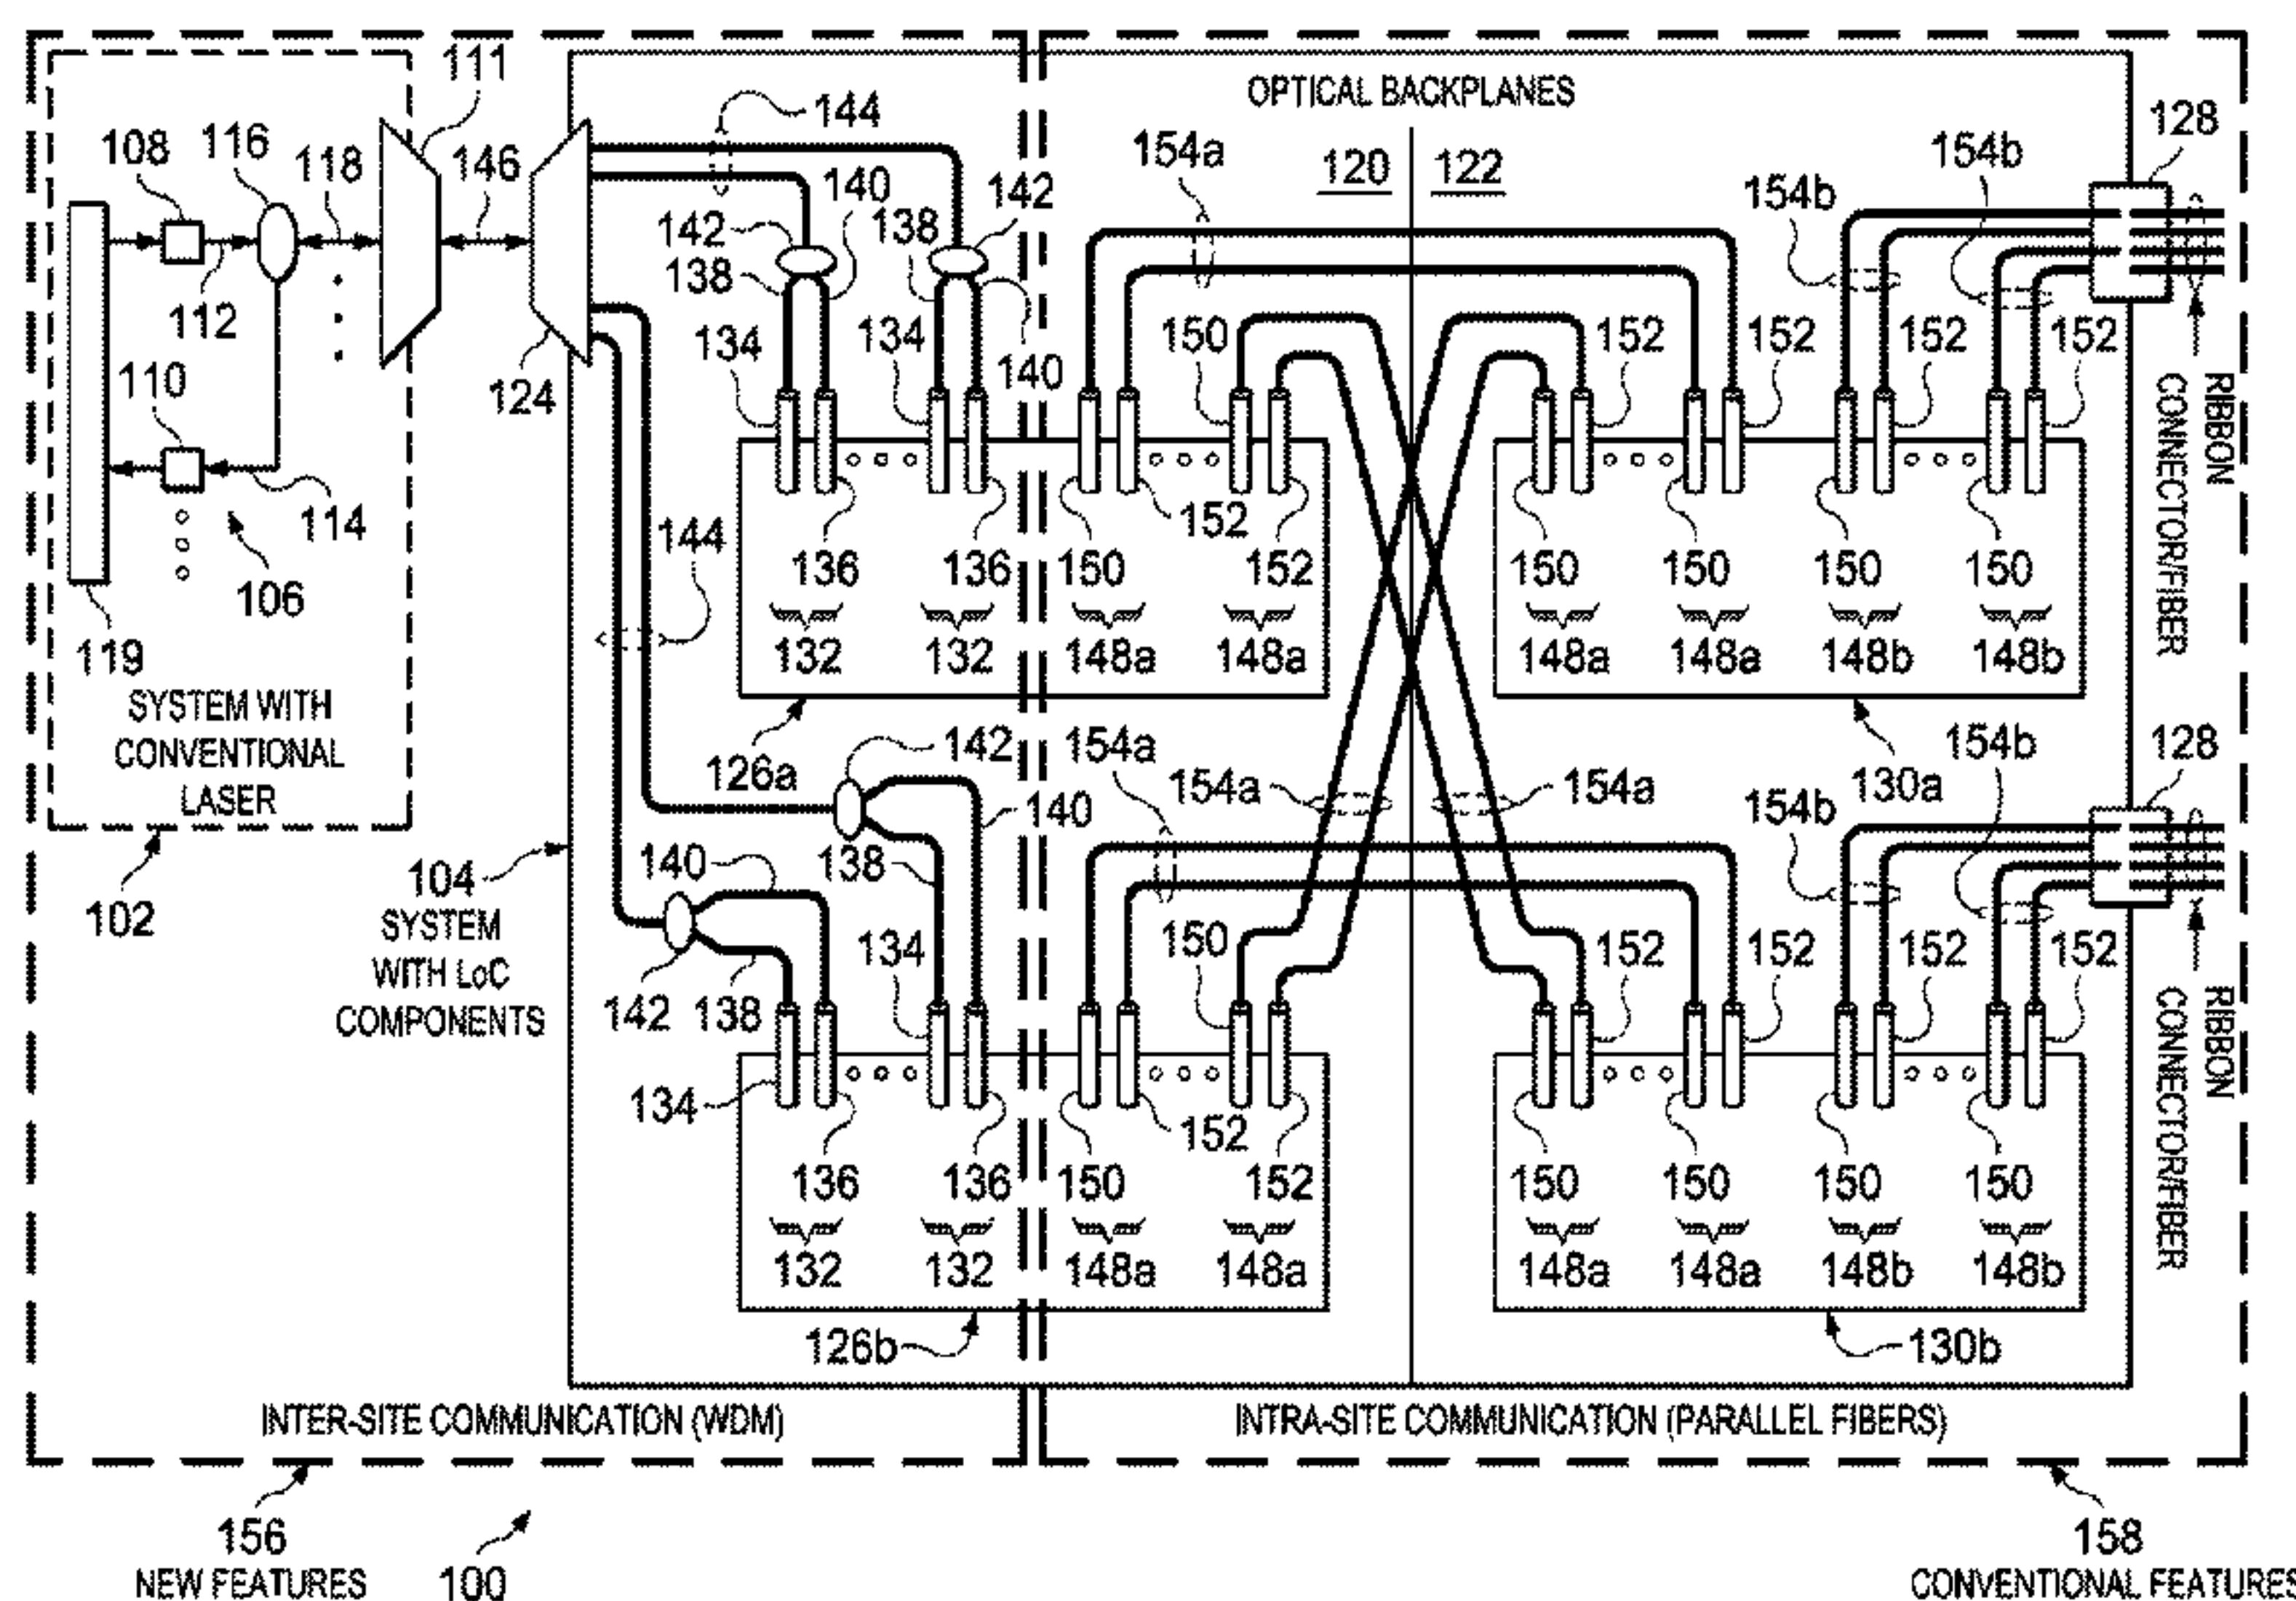 111
OPTICAL BACKPLANES
144
128
108
116
118
146
154a
120
122
154b
154b
140
142
142
138
138
112
134
134
140
150
152
152
152
152
110
124
RIBBON
CONNECTOR/FIBER
114
106
152
144
136
136
150
152
150
150
150
150
119
132
132
148a
148a
148a
148a
148b
148b
SYSTEM WITH
CONVENTIONAL
LASER
126a
142
154a
154a
154a
130a
154b
154b
128
140
138
102
104
SYSTEM
WITH LoC
COMPONENTS
140
134
150
152
152
152
152
142
138
RIBBON
CONNECTOR/FIBER
134
152
136
136
150
152
150
150
150
150
132
132
148a
148a
148a
148a
148b
148b
126b
130b
INTER-SITE COMMUNICATION (WDM)
INTRA-SITE COMMUNICATION (PARALLEL FIBERS)
156
NEW FEATURES
100
158
CONVENTIONAL FEATURES